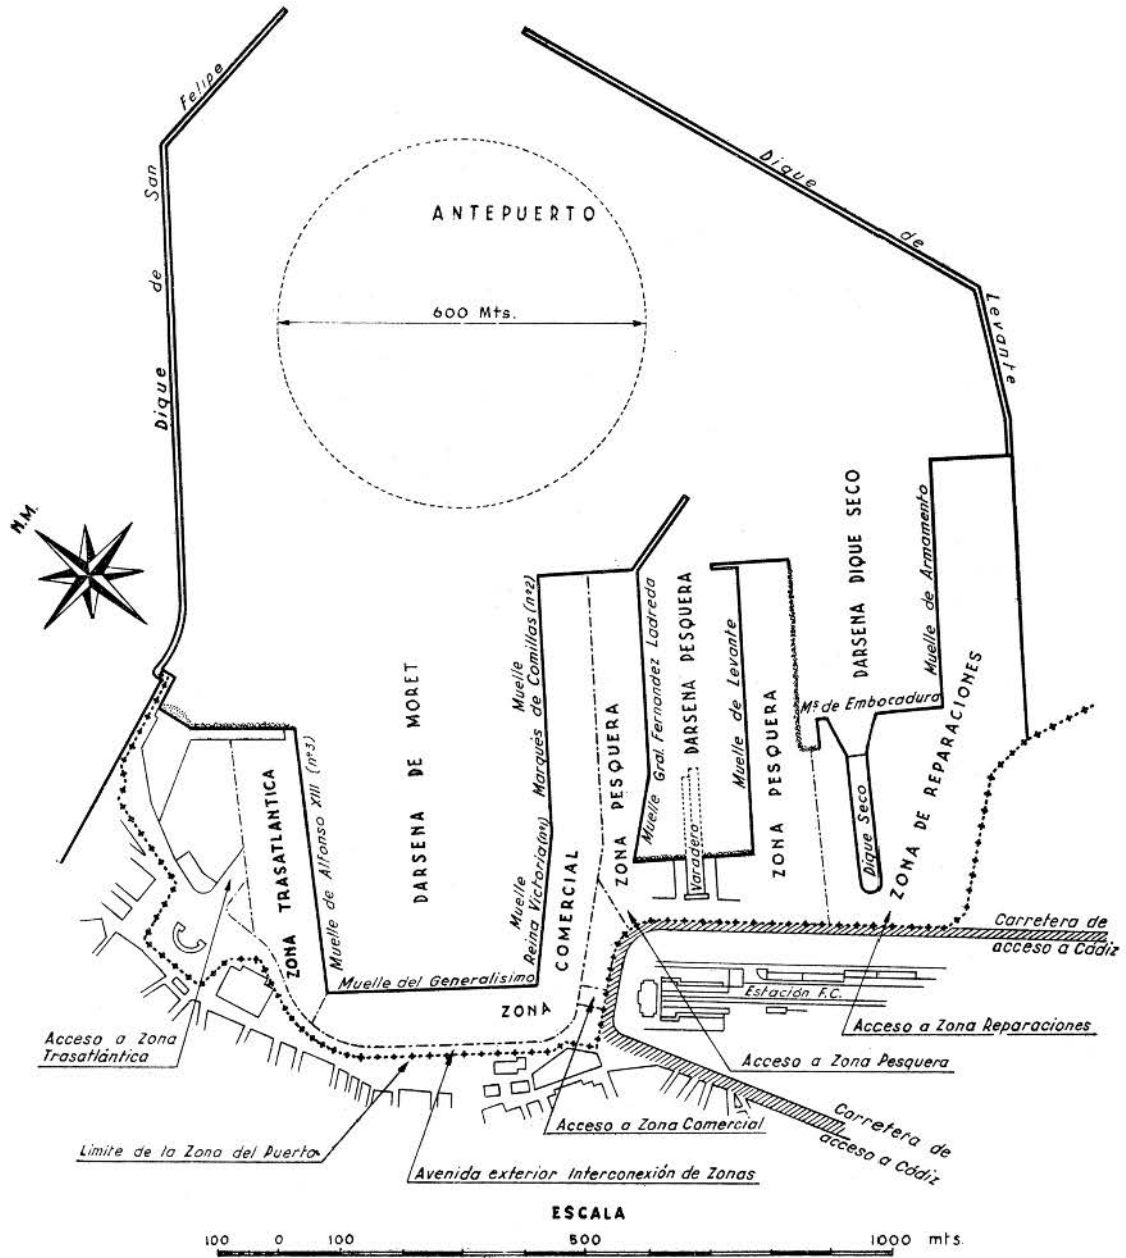 Dique de San Felipe
Dique de Levante
ANTEPUERTO
600 Mts.
N.M.
DARSENA DE MORET
Muelle Marqués de Comillas (nº2)
Muelle Reina Victoria (nº1)
Muelle de Alfonso XIII (nº3)
Muelle del Generalisimo
ZONA TRASATLANTICA
ZONA COMERCIAL
ZONA PESQUERA
Muelle Gral. Fernandez Ladreda
DARSENA PESQUERA
Varadero
Muelle de Levante
ZONA PESQUERA
DARSENA DIQUE SECO
Mº de Embocadura
Muelle de Armamento
Dique Seco
ZONA DE REPARACIONES
Carretera de
acceso a Cádiz
Estación F.C.
Acceso a Zona Reparaciones
Acceso a Zona
Trasatlántica
Acceso a Zona Pesquera
Acceso a Zona Comercial
Carretera de
acceso a Cádiz
Limite de la Zona del Puerto
Avenida exterior Interconexión de Zonas
ESCALA
100 0 100 500 1000 mts.